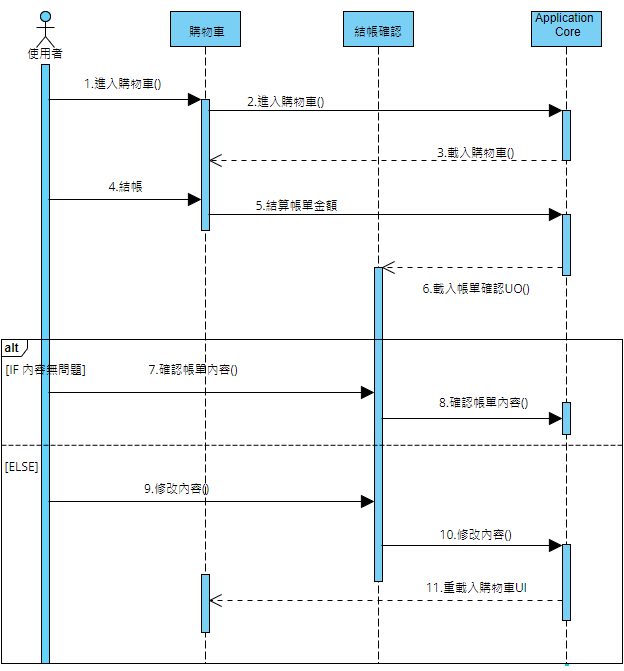 使用者
購物車
結帳確認
Application
Core
1.進入購物車()
2.進入購物車()
3.載入購物車()
4.結帳
5.結算帳單金額
6.載入帳單確認UO()
alt
[IF 內容無問題]
7.確認帳單內容()
8.確認帳單內容()
[ELSE]
9.修改內容()
10.修改內容()
11.重載入購物車UI